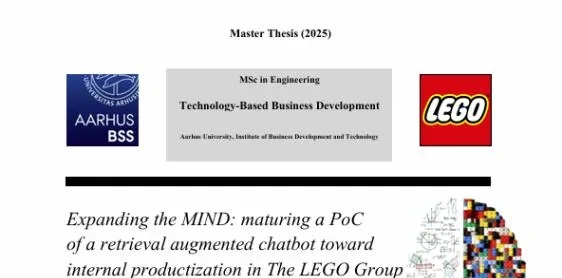 Master Thesis (2025)
MSc in Engineering
Technology-Based Business Development
Aarhus University, Institute of Business Development and Technology
AARHUS
BSS
LEGO
Expanding the MIND: maturing a PoC
of a retrieval augmented chatbot toward
internal productization in The LEGO Group